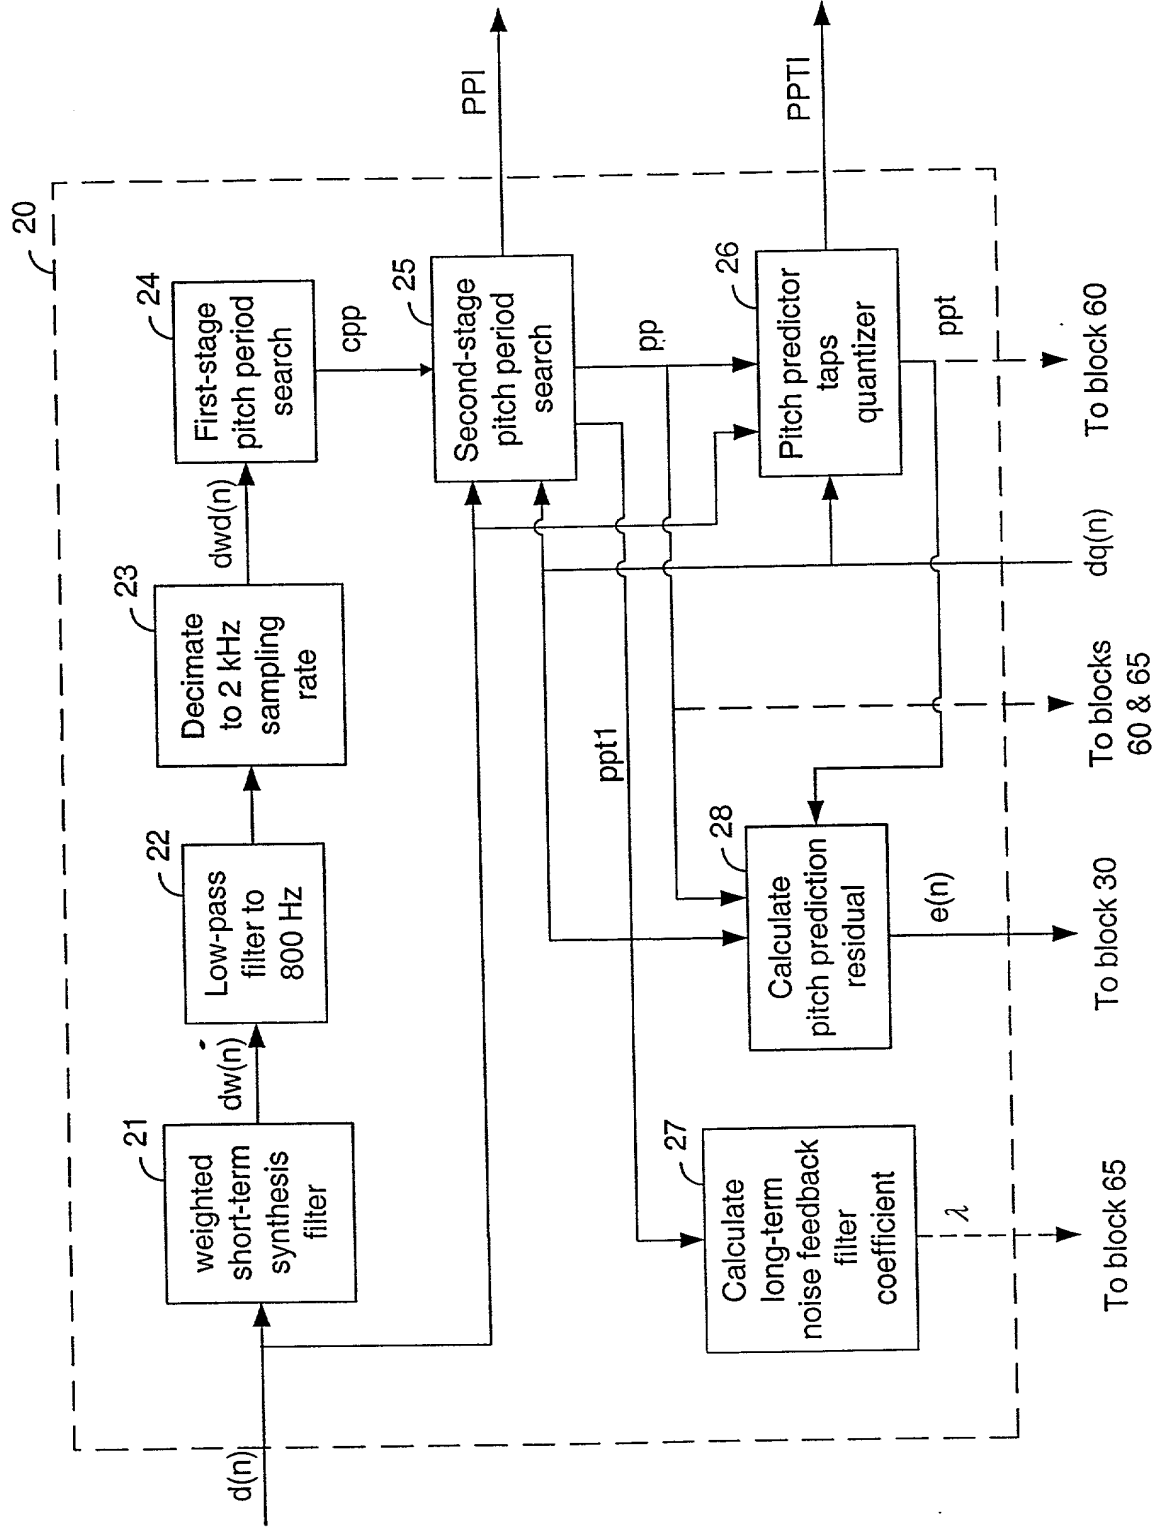 20
d(n)
21
weighted
short-term
synthesis
filter
dw(n)
22
Low-pass
filter to
800 Hz
23
Decimate
to 2 kHz
sampling
rate
dwd(n)
24
First-stage
pitch period
search
cpp
25
Second-stage
pitch period
search
PPI
ppt1
pp
26
Pitch predictor
taps
quantizer
PPTI
ppt
27
Calculate
long-term
noise feedback
filter
coefficient
λ
28
Calculate
pitch prediction
residual
e(n)
To block 65
To block 30
To blocks
60 & 65
dq(n)
To block 60